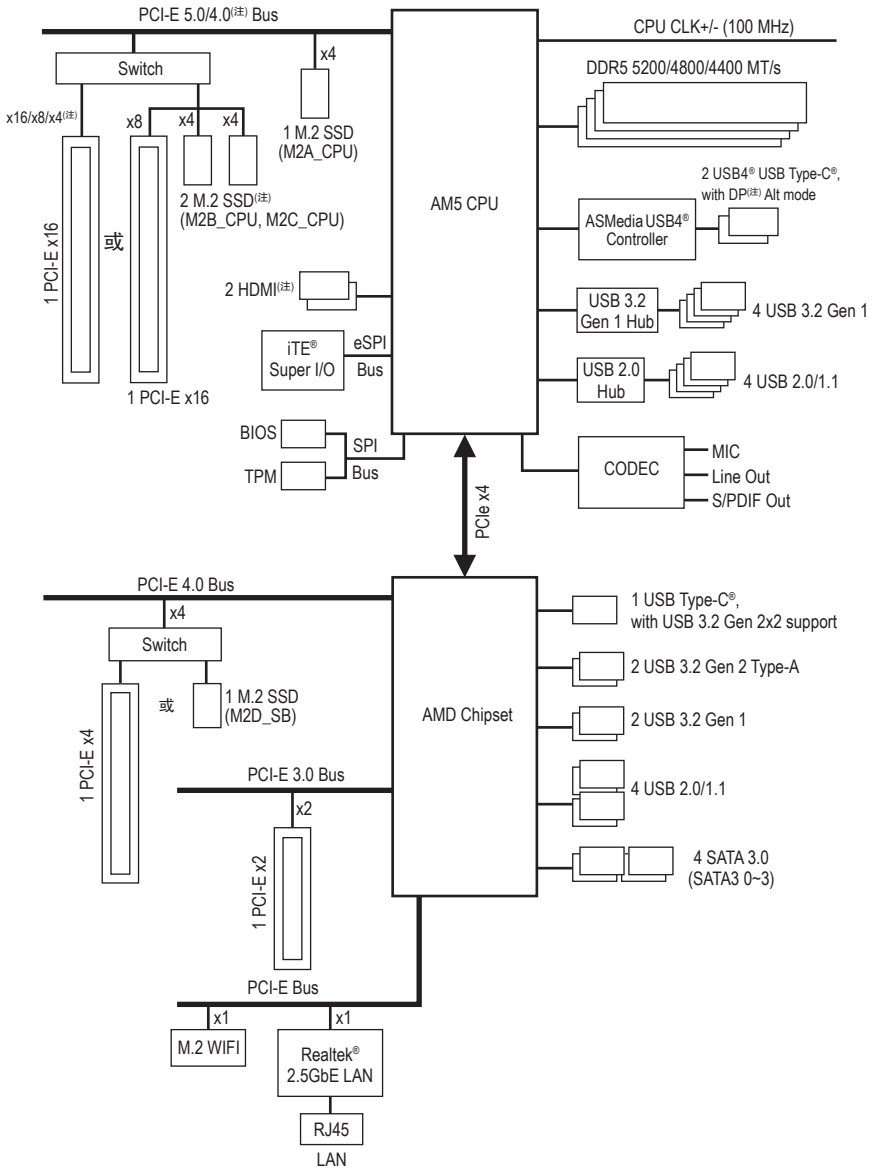 PCI-E 5.0/4.0(注) Bus
CPU CLK+/- (100 MHz)
Switch
x4
DDR5 5200/4800/4400 MT/s
x16/x8/x4(注)
x8
x4
x4
1 M.2 SSD
(M2A_CPU)
1 PCI-E x16
或
2 M.2 SSD(注)
(M2B_CPU, M2C_CPU)
1 PCI-E x16
AM5 CPU
2 USB4® USB Type-C®,
with DP(注) Alt mode
ASMedia USB4®
Controller
2 HDMI(注)
USB 3.2
Gen 1 Hub
4 USB 3.2 Gen 1
iTE®
Super I/O
eSPI
Bus
USB 2.0
Hub
4 USB 2.0/1.1
BIOS
TPM
SPI
Bus
CODEC
MIC
Line Out
S/PDIF Out
PCIe x4
PCI-E 4.0 Bus
x4
Switch
1 PCI-E x4
或
1 M.2 SSD
(M2D_SB)
AMD Chipset
1 USB Type-C®,
with USB 3.2 Gen 2x2 support
2 USB 3.2 Gen 2 Type-A
2 USB 3.2 Gen 1
4 USB 2.0/1.1
4 SATA 3.0
(SATA3 0~3)
PCI-E 3.0 Bus
x2
1 PCI-E x2
PCI-E Bus
x1
x1
M.2 WIFI
Realtek®
2.5GbE LAN
RJ45
LAN